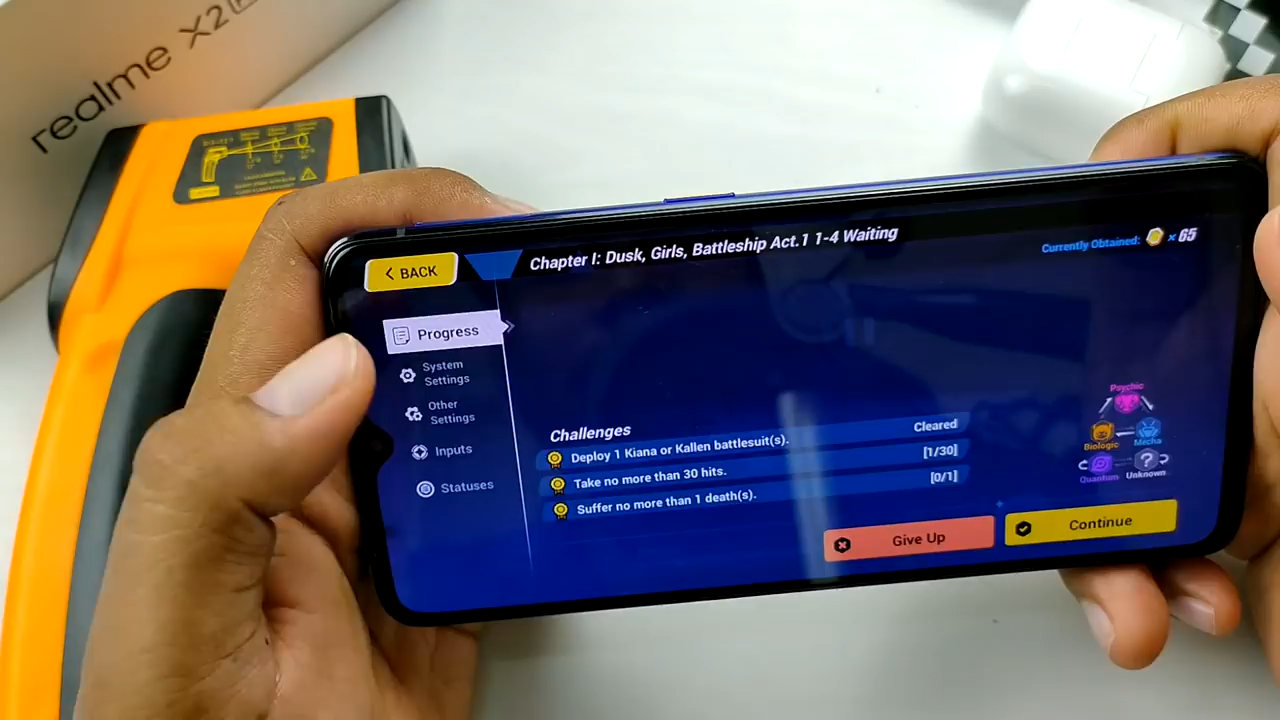 realme X2
< BACK
Chapter I: Dusk, Girls, Battleship Act.1 1-4 Waiting
Currently Obtained: × 65
Progress
System
Settings
Other
Settings
Inputs
Statuses
Challenges
Deploy 1 Kiana or Kallen battlesuit(s).
Cleared
Take no more than 30 hits.
[1/30]
Suffer no more than 1 death(s).
[0/1]
Psychic
Biologic
Mecha
Quantum
?
Unknown
Give Up
Continue